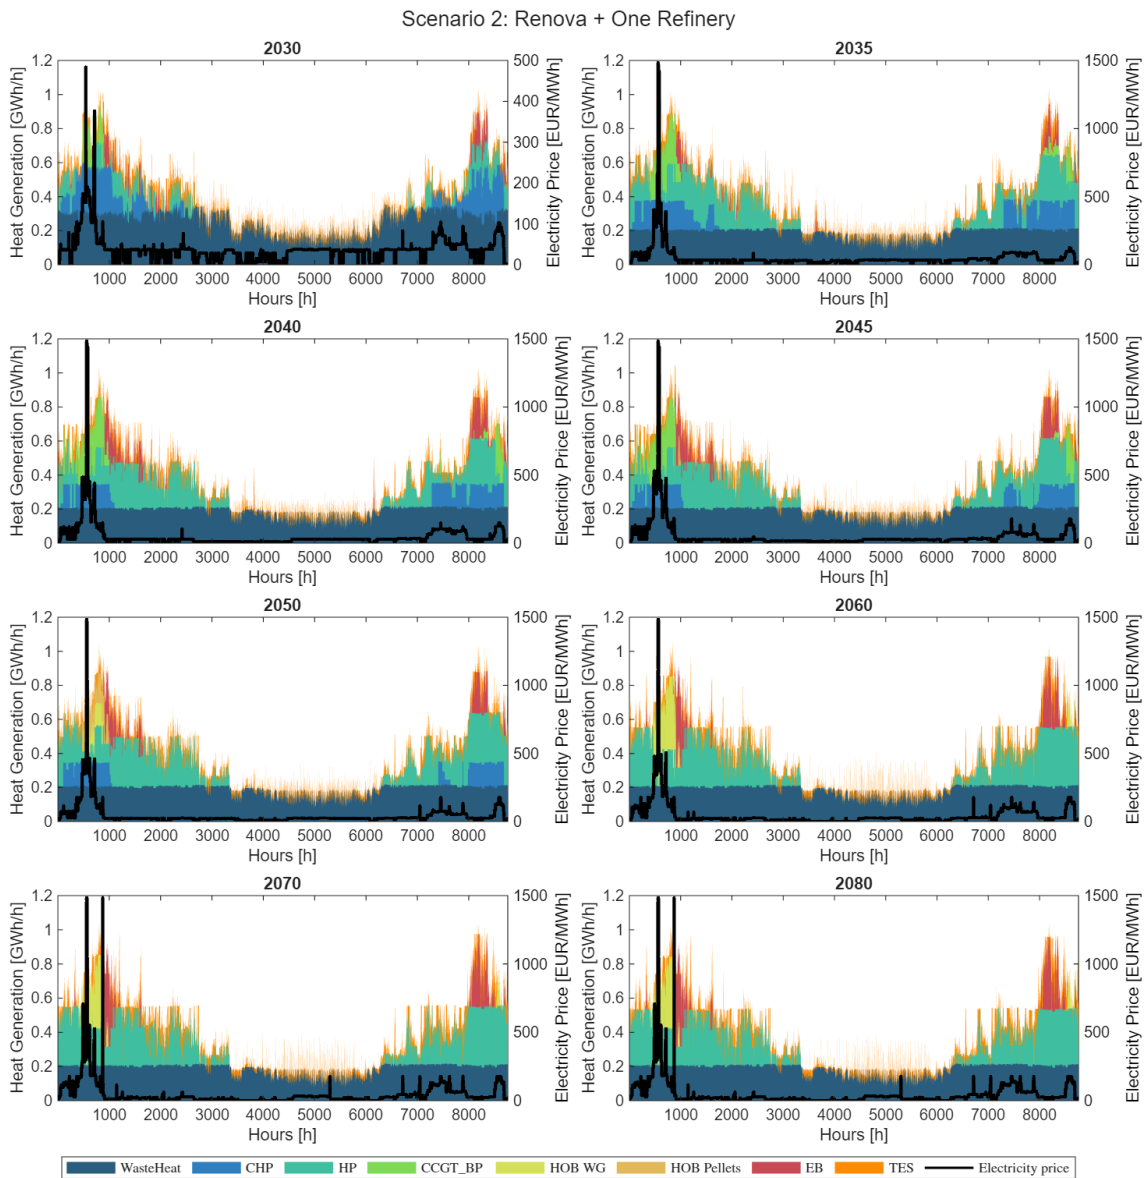 Scenario 2: Renova + One Refinery
2030
2035
Heat Generation [GWh/h]
1.2
1
0.8
0.6
0.4
0.2
0
500
400
300
200
100
0
Electricity Price [EUR/MWh]
1000 2000 3000 4000 5000 6000 7000 8000
Hours [h]
Heat Generation [GWh/h]
1.2
1
0.8
0.6
0.4
0.2
0
1500
1000
500
0
Electricity Price [EUR/MWh]
1000 2000 3000 4000 5000 6000 7000 8000
Hours [h]
2040
2045
Heat Generation [GWh/h]
1.2
1
0.8
0.6
0.4
0.2
0
1500
1000
500
0
Electricity Price [EUR/MWh]
1000 2000 3000 4000 5000 6000 7000 8000
Hours [h]
Heat Generation [GWh/h]
1.2
1
0.8
0.6
0.4
0.2
0
1500
1000
500
0
Electricity Price [EUR/MWh]
1000 2000 3000 4000 5000 6000 7000 8000
Hours [h]
2050
2060
Heat Generation [GWh/h]
1.2
1
0.8
0.6
0.4
0.2
0
1500
1000
500
0
Electricity Price [EUR/MWh]
1000 2000 3000 4000 5000 6000 7000 8000
Hours [h]
Heat Generation [GWh/h]
1.2
1
0.8
0.6
0.4
0.2
0
1500
1000
500
0
Electricity Price [EUR/MWh]
1000 2000 3000 4000 5000 6000 7000 8000
Hours [h]
2070
2080
Heat Generation [GWh/h]
1.2
1
0.8
0.6
0.4
0.2
0
1500
1000
500
0
Electricity Price [EUR/MWh]
1000 2000 3000 4000 5000 6000 7000 8000
Hours [h]
Heat Generation [GWh/h]
1.2
1
0.8
0.6
0.4
0.2
0
1500
1000
500
0
Electricity Price [EUR/MWh]
1000 2000 3000 4000 5000 6000 7000 8000
Hours [h]
WasteHeat CHP HP CCGT_BP HOB WG HOB Pellets EB TES Electricity price